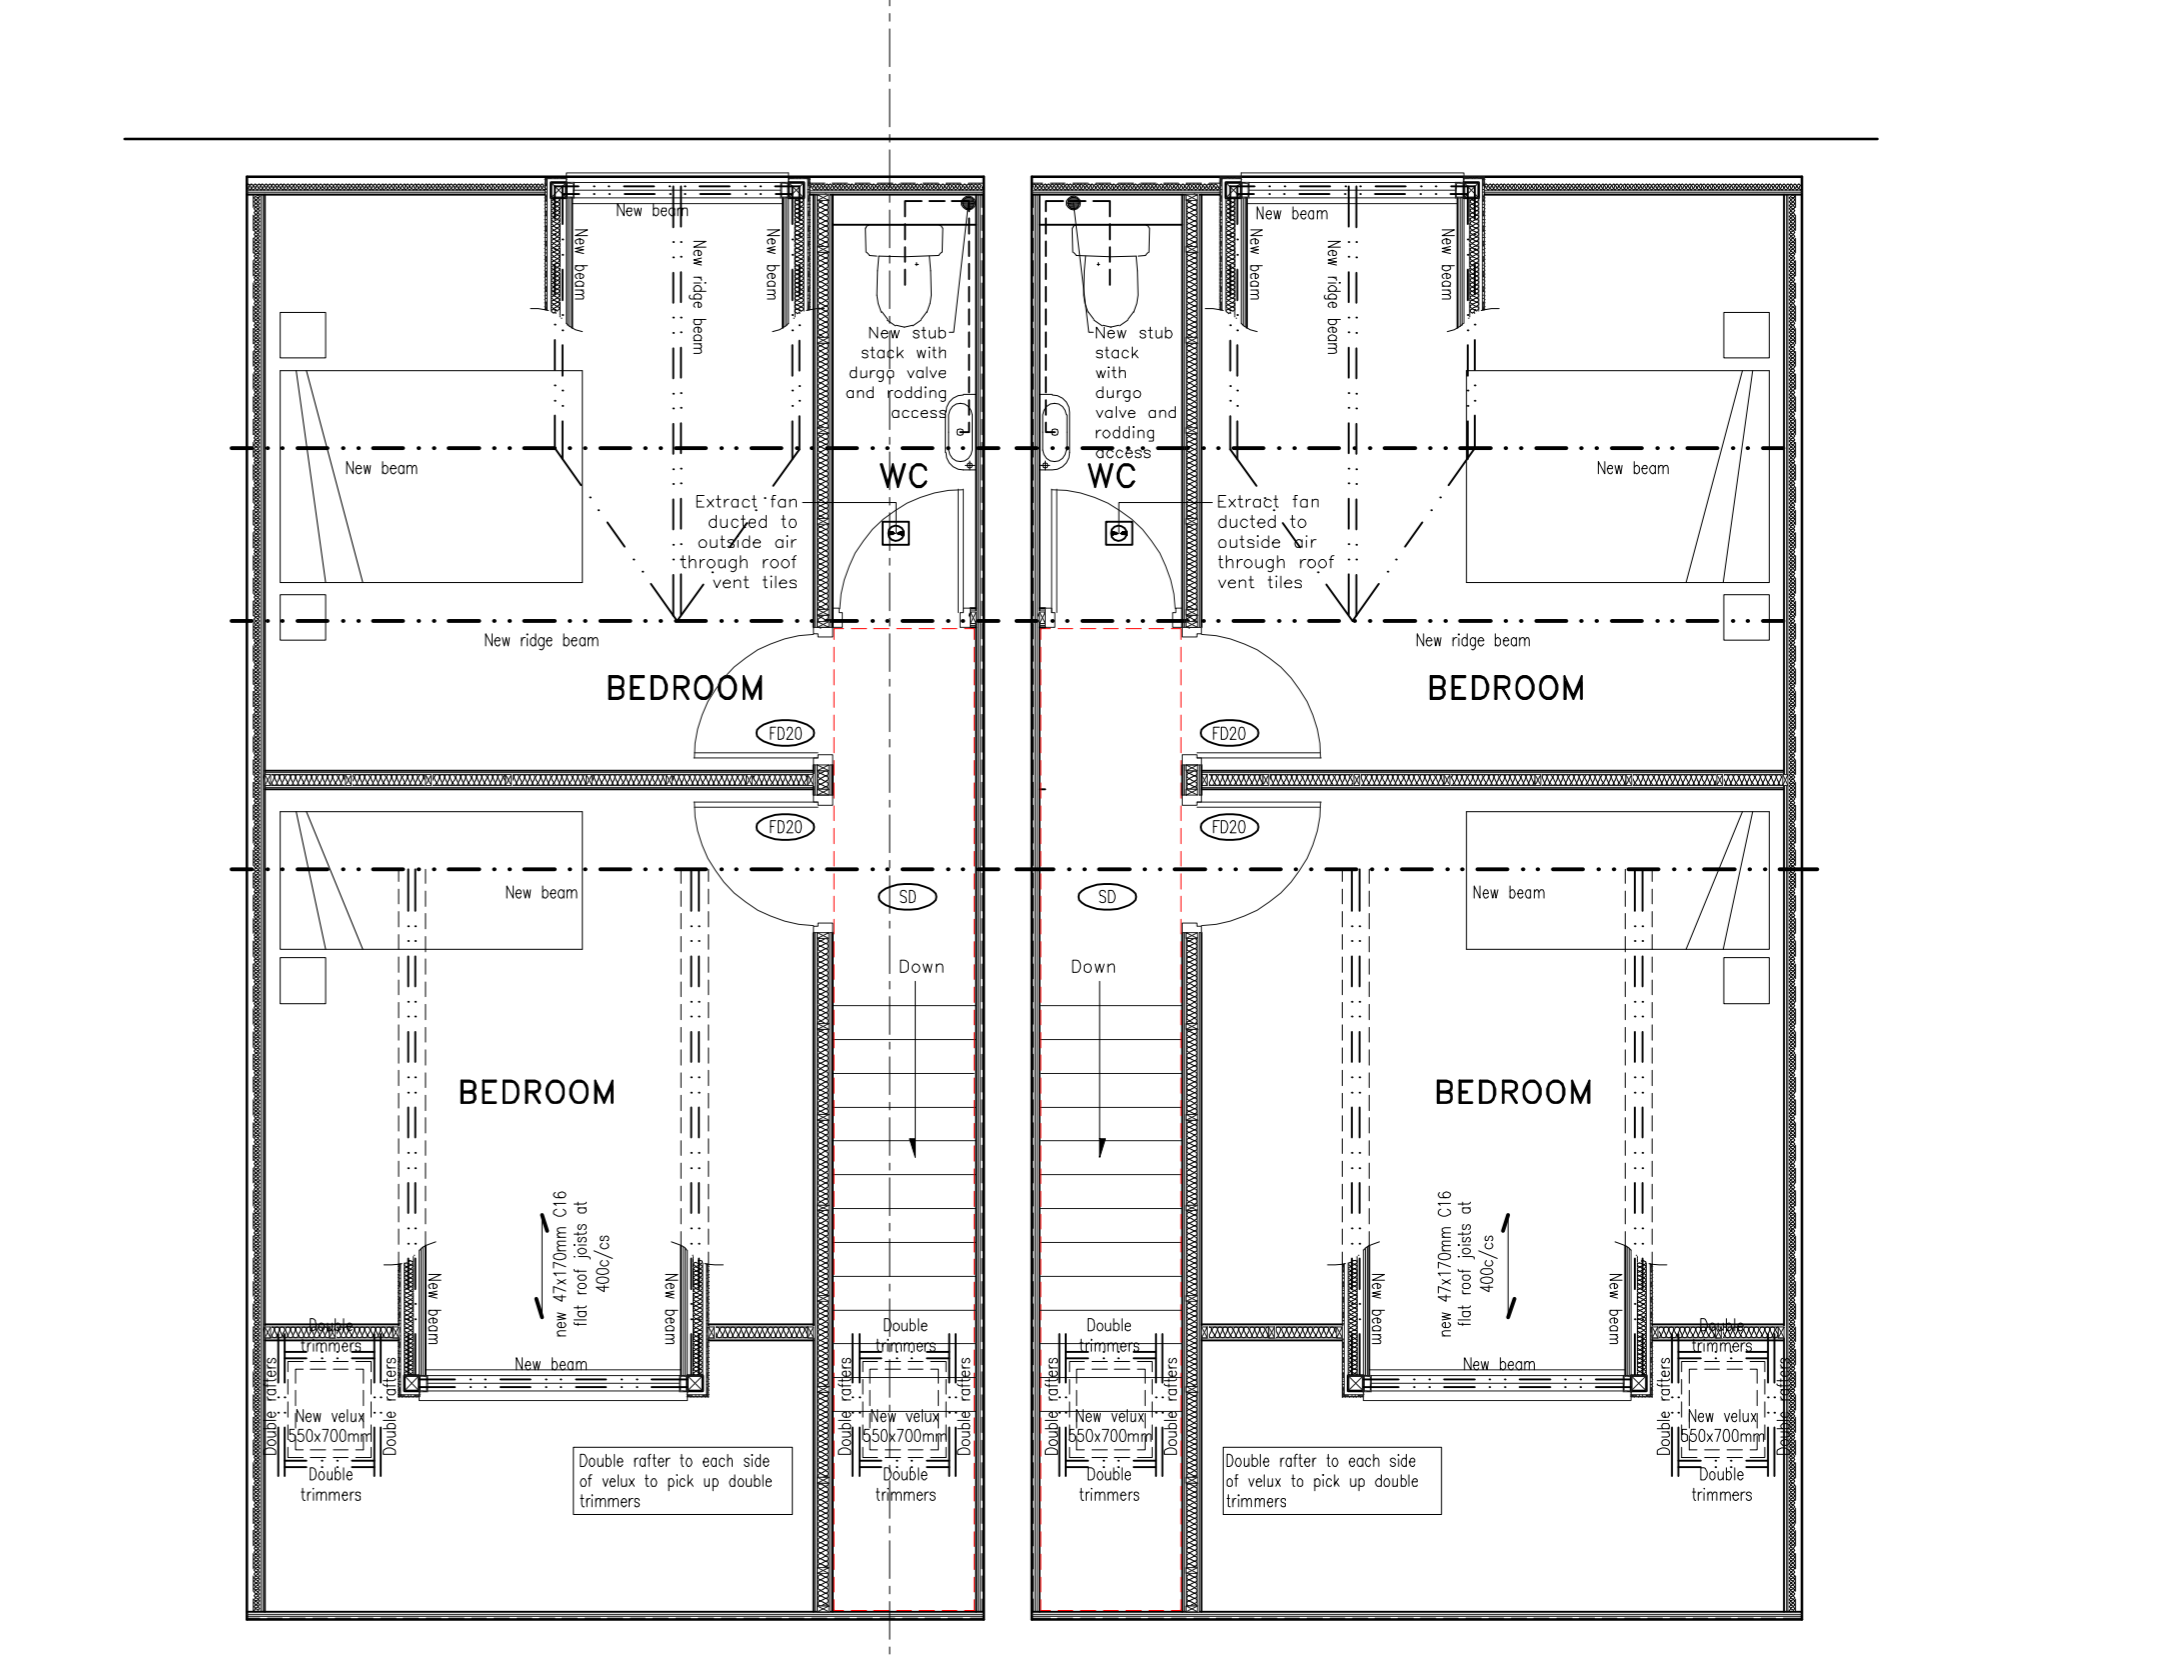 New beam
New beam
New beam
New ridge beam
New beam
New stub
stack with
durgo valve
and rodding
access
New beam
WC
Extract fan
ducted to
outside air
through roof
vent tiles
New ridge beam
BEDROOM
FD20
FD20
New beam
SD
Down
BEDROOM
new 47x170mm C16
flat roof joists at
400c/cs
New beam
New beam
New beam
Double
trimmers
Double rafters
Double rafters
New velux
550x700mm
Double
trimmers
Double rafter to each side
of velux to pick up double
trimmers
Double
trimmers
Double rafters
Double rafters
New velux
550x700mm
Double
trimmers
New beam
New beam
New ridge beam
New beam
New stub
stack
with
durgo
valve and
rodding
access
WC
New beam
Extract fan
ducted to
outside air
through roof
vent tiles
New ridge beam
BEDROOM
FD20
FD20
New beam
SD
Down
BEDROOM
new 47x170mm C16
flat roof joists at
400c/cs
New beam
New beam
New beam
Double
trimmers
Double rafters
Double rafters
New velux
550x700mm
Double
trimmers
Double rafter to each side
of velux to pick up double
trimmers
Double
trimmers
Double rafters
Double rafters
New velux
550x700mm
Double
trimmers